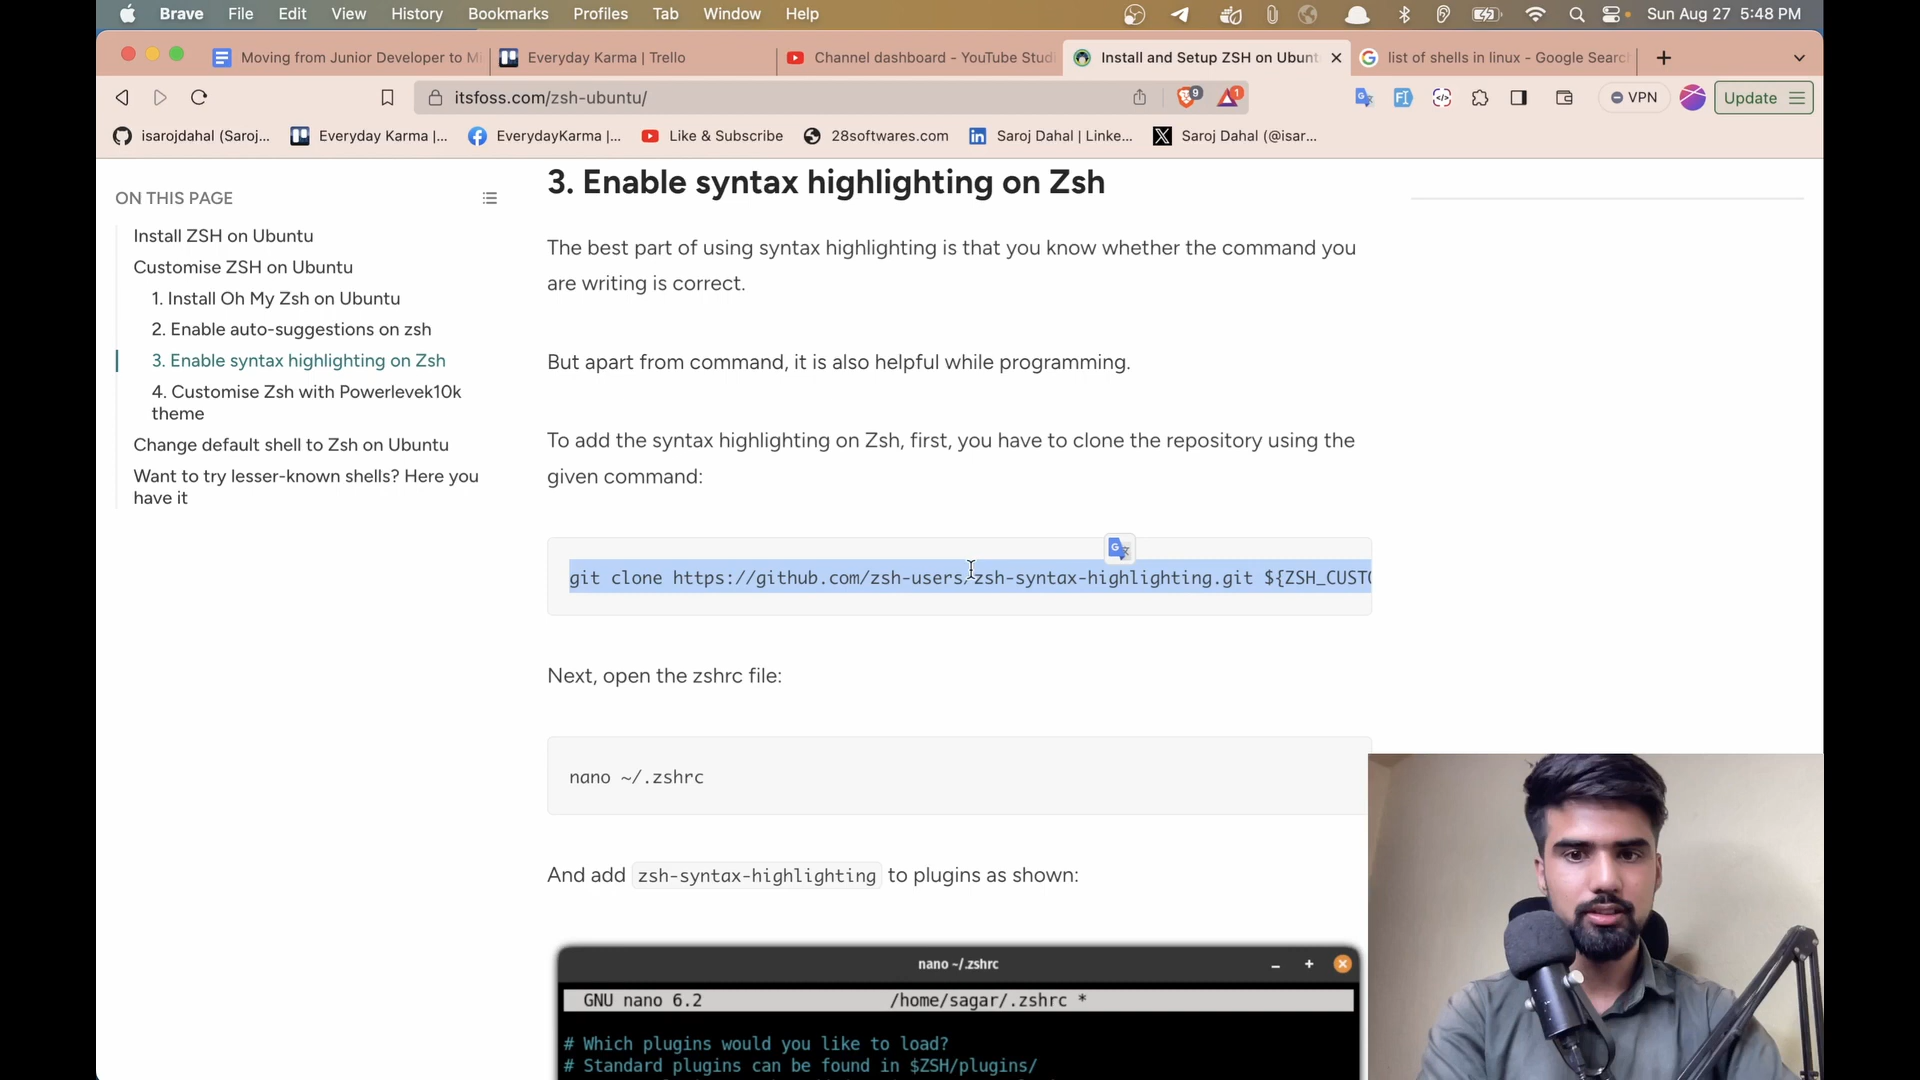 Brave File Edit View History Bookmarks Profiles Tab Window Help Sun Aug 27 5:48 PM
Moving from Junior Developer to Mi
Everyday Karma | Trello
Channel dashboard - YouTube Studi
Install and Setup ZSH on Ubunt
list of shells in linux - Google Searc
itsfoss.com/zsh-ubuntu/
9
1
VPN
Update
isarojdahal (Saroj...
Everyday Karma |...
EverydayKarma |...
Like & Subscribe
28softwares.com
Saroj Dahal | Linke...
Saroj Dahal (@isar...
ON THIS PAGE
Install ZSH on Ubuntu
Customise ZSH on Ubuntu
1. Install Oh My Zsh on Ubuntu
2. Enable auto-suggestions on zsh
3. Enable syntax highlighting on Zsh
4. Customise Zsh with Powerlevek10k
theme
Change default shell to Zsh on Ubuntu
Want to try lesser-known shells? Here you
have it
3. Enable syntax highlighting on Zsh
The best part of using syntax highlighting is that you know whether the command you
are writing is correct.
But apart from command, it is also helpful while programming.
To add the syntax highlighting on Zsh, first, you have to clone the repository using the
given command:
git clone https://github.com/zsh-users/zsh-syntax-highlighting.git ${ZSH_CUSTO
Next, open the zshrc file:
nano ~/.zshrc
And add zsh-syntax-highlighting to plugins as shown:
nano ~/.zshrc
GNU nano 6.2 /home/sagar/.zshrc *
# Which plugins would you like to load?
# Standard plugins can be found in $ZSH/plugins/